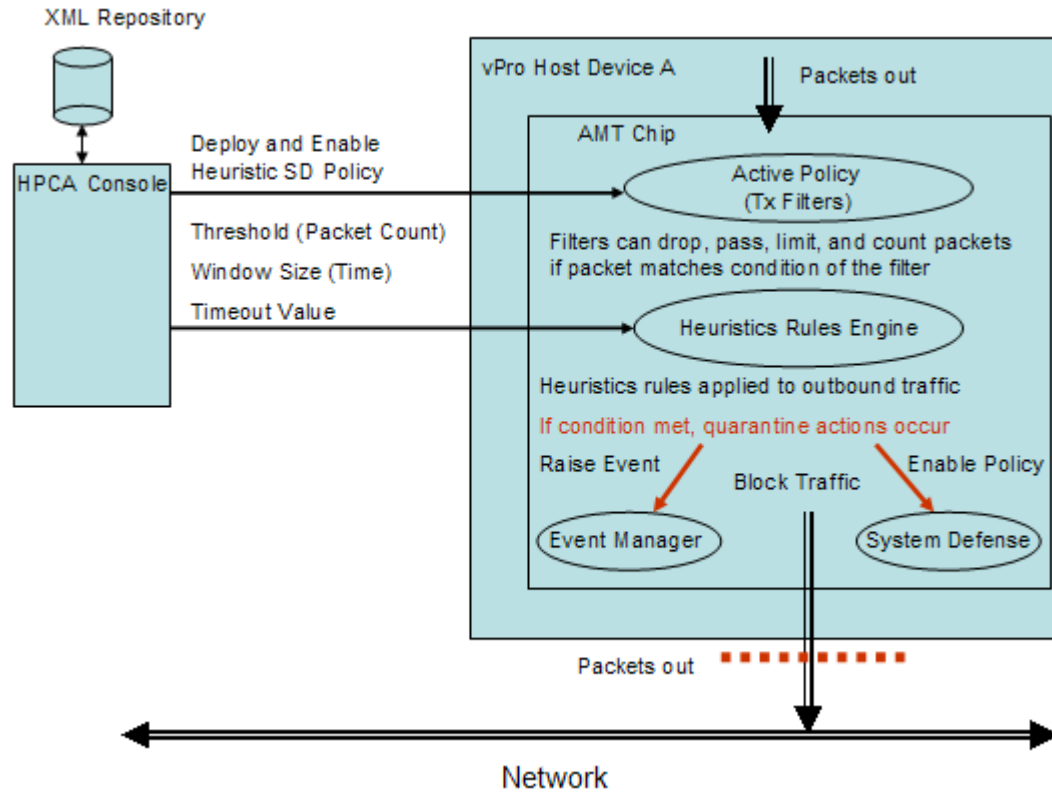 XML Repository
vPro Host Device A
Packets out
AMT Chip
Deploy and Enable
Heuristic SD Policy
HPCA Console
Active Policy
(Tx Filters)
Threshold (Packet Count)
Window Size (Time)
Timeout Value
Filters can drop, pass, limit, and count packets
if packet matches condition of the filter
Heuristics Rules Engine
Heuristics rules applied to outbound traffic
If condition met, quarantine actions occur
Raise Event
Enable Policy
Block Traffic
Event Manager
System Defense
Packets out
Network